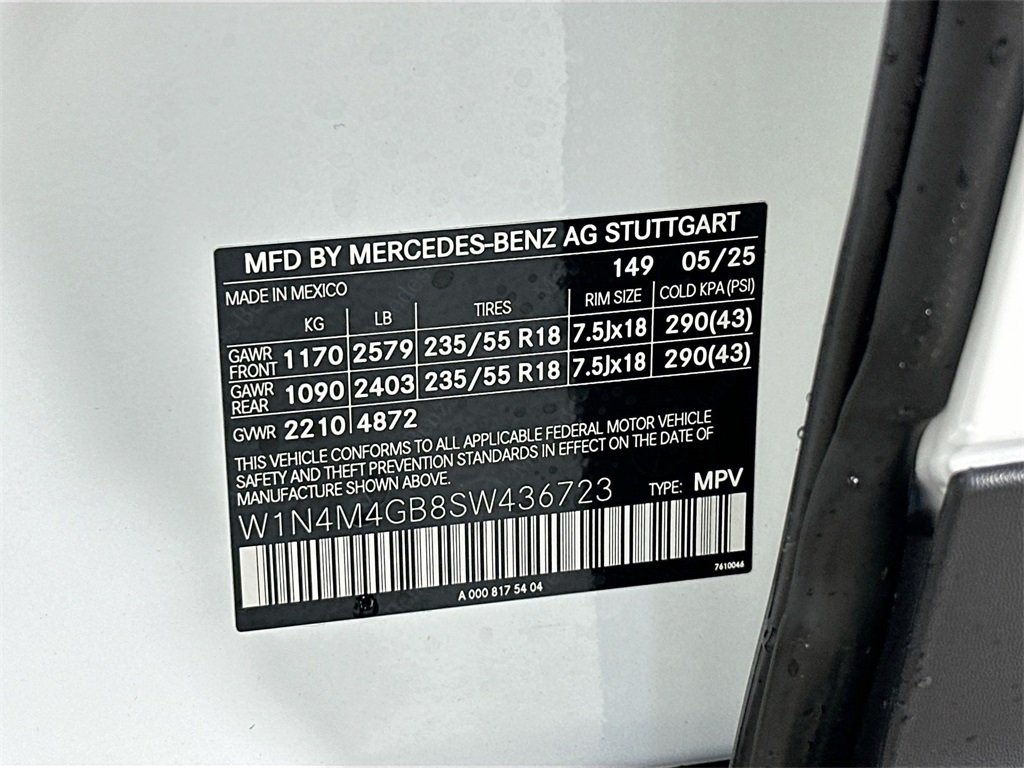 MFD BY MERCEDES-BENZ AG STUTTGART
149 05/25
MADE IN MEXICO
KG LB TIRES RIM SIZE COLD KPA (PSI)
GAWR FRONT 1170 2579 235/55 R18 7.5Jx18 290(43)
GAWR REAR 1090 2403 235/55 R18 7.5Jx18 290(43)
GVWR 2210 4872
THIS VEHICLE CONFORMS TO ALL APPLICABLE FEDERAL MOTOR VEHICLE
SAFETY AND THEFT PREVENTION STANDARDS IN EFFECT ON THE DATE OF
MANUFACTURE SHOWN ABOVE.
W1N4M4GB8SW436723 TYPE: MPV
7610046
A 000 817 54 04